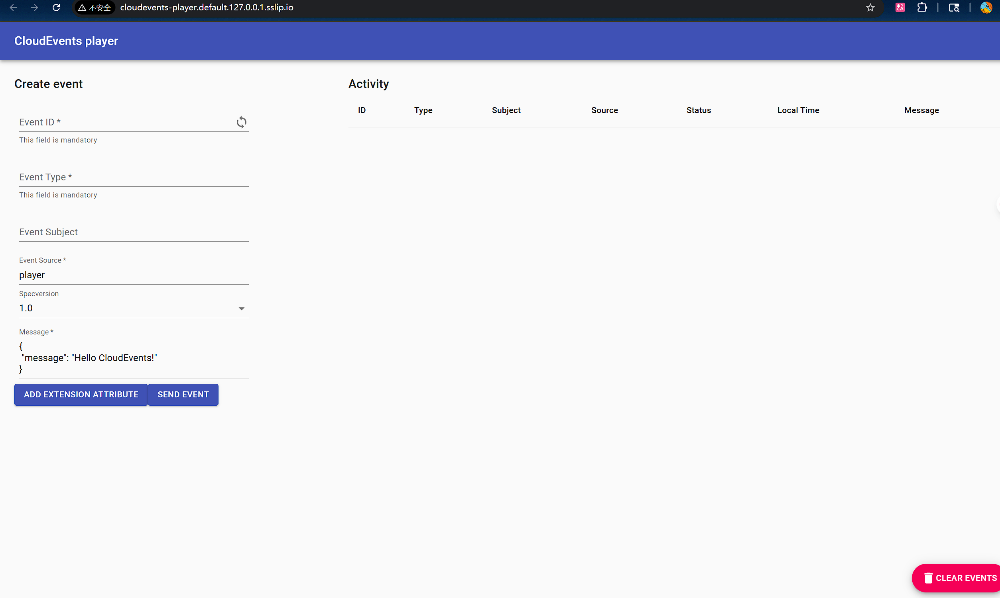 不安全 cloudevents-player.default.127.0.0.1.sslip.io
CloudEvents player
Create event
Event ID *
This field is mandatory
Event Type *
This field is mandatory
Event Subject
Event Source *
player
Specversion
1.0
Message *
{
"message": "Hello CloudEvents!"
}
ADD EXTENSION ATTRIBUTE
SEND EVENT
Activity
ID Type Subject Source Status Local Time Message
CLEAR EVENTS